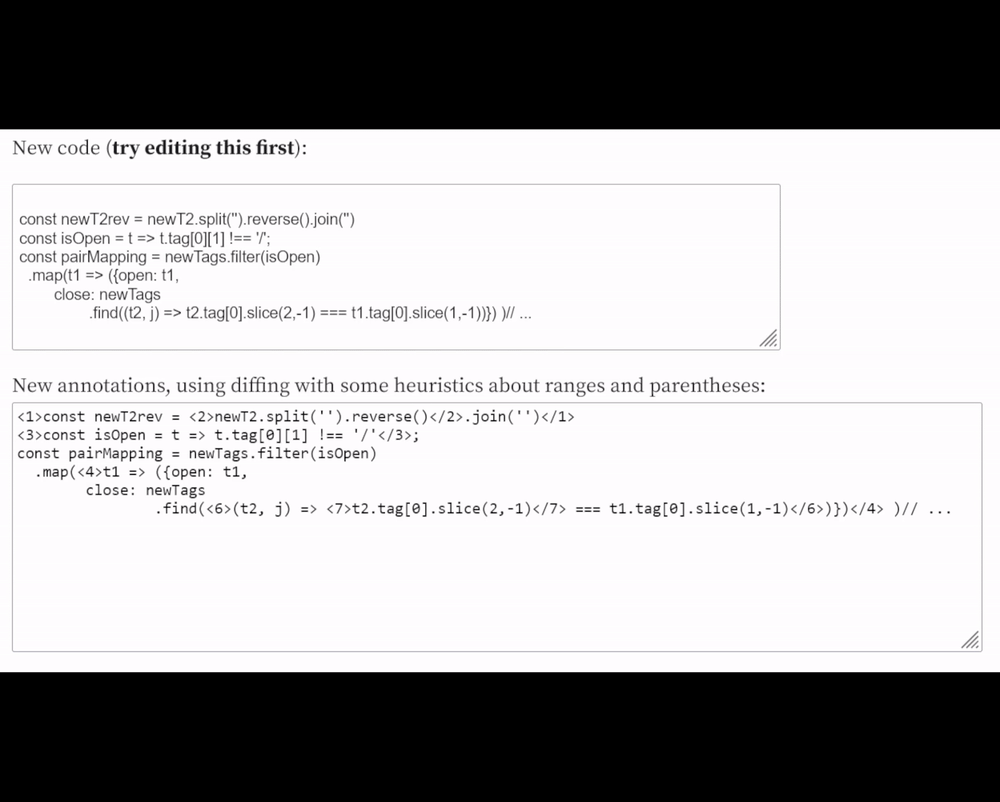 New code (try editing this first):
const newT2rev = newT2.split('').reverse().join('')
const isOpen = t => t.tag[0][1] !== '/';
const pairMapping = newTags.filter(isOpen)
.map(t1 => ({open: t1,
close: newTags
.find((t2, j) => t2.tag[0].slice(2,-1) === t1.tag[0].slice(1,-1))}) )// ...
New annotations, using diffing with some heuristics about ranges and parentheses:
<1>const newT2rev = <2>newT2.split('').reverse()</2>.join('')</1>
<3>const isOpen = t => t.tag[0][1] !== '/'</3>;
const pairMapping = newTags.filter(isOpen)
.map(<4>t1 => ({open: t1,
close: newTags
.find(<6>(t2, j) => <7>t2.tag[0].slice(2,-1)</7> === t1.tag[0].slice(1,-1)</6>)})</4> )// ...